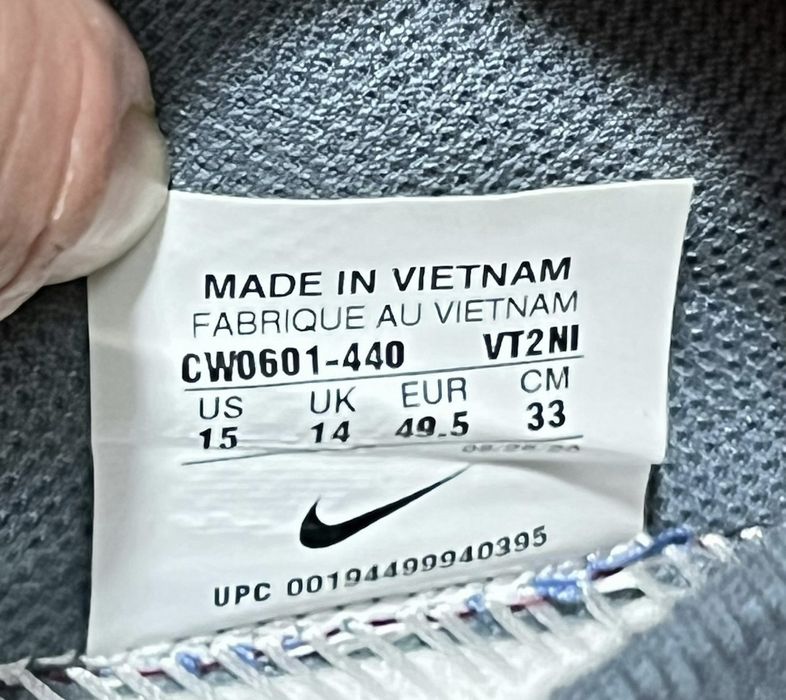 MADE IN VIETNAM
FABRIQUE AU VIETNAM
CW0601-440 VT2NI
US UK EUR CM
15 14 49.5 33
UPC 00194499940395